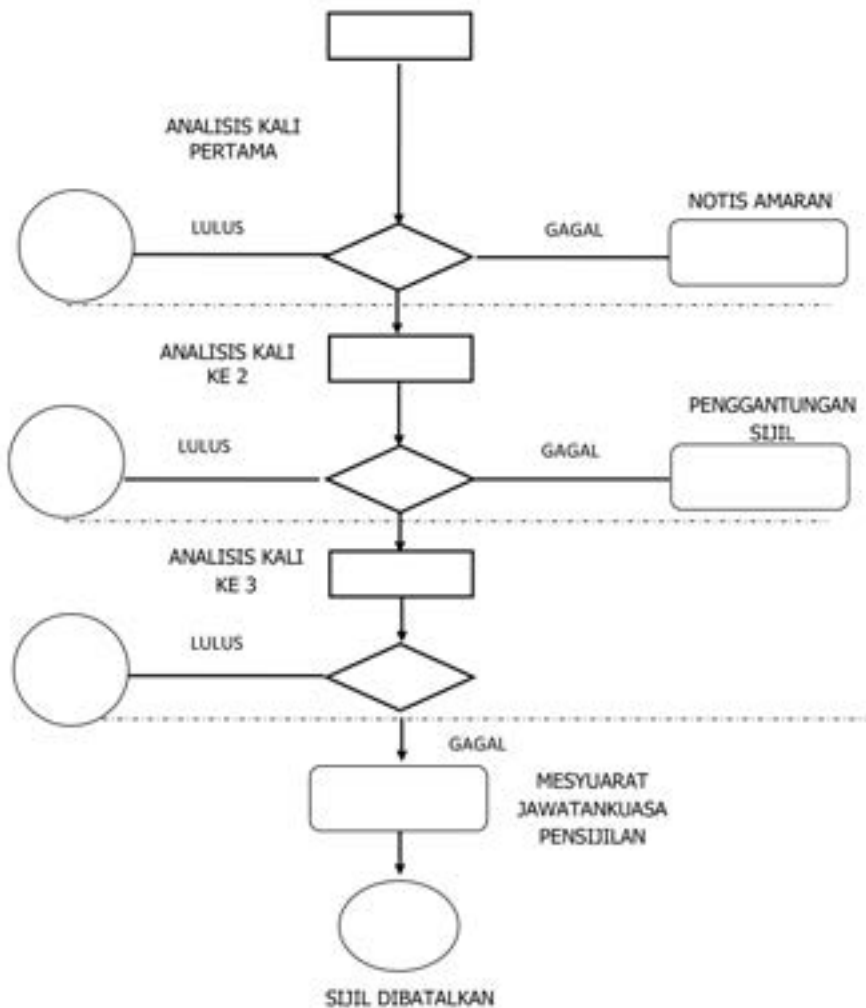 ANALISIS KALI
PERTAMA
LULUS
GAGAL
NOTIS AMARAN
ANALISIS KALI
KE 2
LULUS
GAGAL
PENGGANTUNGAN
SIJIL
ANALISIS KALI
KE 3
LULUS
GAGAL
MESYUARAT
JAWATANKUASA
PENSIJILAN
SIJIL DIBATALKAN